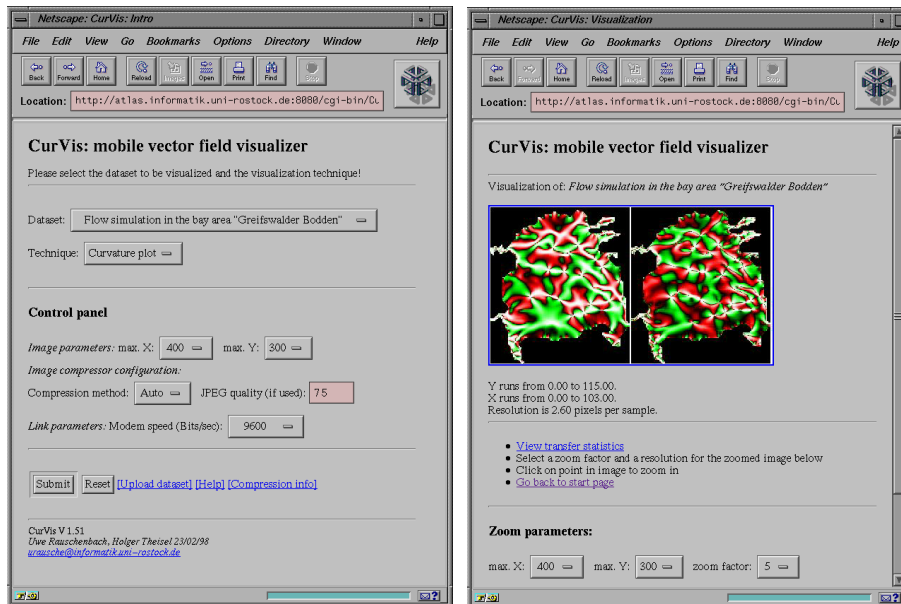 Netscape: CurVis: Intro
File Edit View Go Bookmarks Options Directory Window Help
Back Forward Home Reload Images Open Print Find Stop
Location: http://atlas.informatik.uni-rostock.de:8080/cgi-bin/Cu
CurVis: mobile vector field visualizer
Please select the dataset to be visualized and the visualization technique!
Dataset: Flow simulation in the bay area "Greifswalder Bodden"
Technique: Curvature plot
Control panel
Image parameters: max. X: 400 max. Y: 300
Image compressor configuration:
Compression method: Auto JPEG quality (if used): 75
Link parameters: Modem speed (Bits/sec): 9600
Submit Reset [Upload dataset] [Help] [Compression info]
CurVis V 1.51
Uwe Rauschenbach, Holger Theisel 23/02/98
urausche@informatik.uni-rostock.de
Netscape: CurVis: Visualization
File Edit View Go Bookmarks Options Directory Window Help
Back Forward Home Reload Images Open Print Find Stop
Location: http://atlas.informatik.uni-rostock.de:8080/cgi-bin/Cu
CurVis: mobile vector field visualizer
Visualization of: Flow simulation in the bay area "Greifswalder Bodden"
Y runs from 0.00 to 115.00.
X runs from 0.00 to 103.00.
Resolution is 2.60 pixels per sample.
View transfer statistics
Select a zoom factor and a resolution for the zoomed image below
Click on point in image to zoom in
Go back to start page
Zoom parameters:
max. X: 400 max. Y: 300 zoom factor: 5